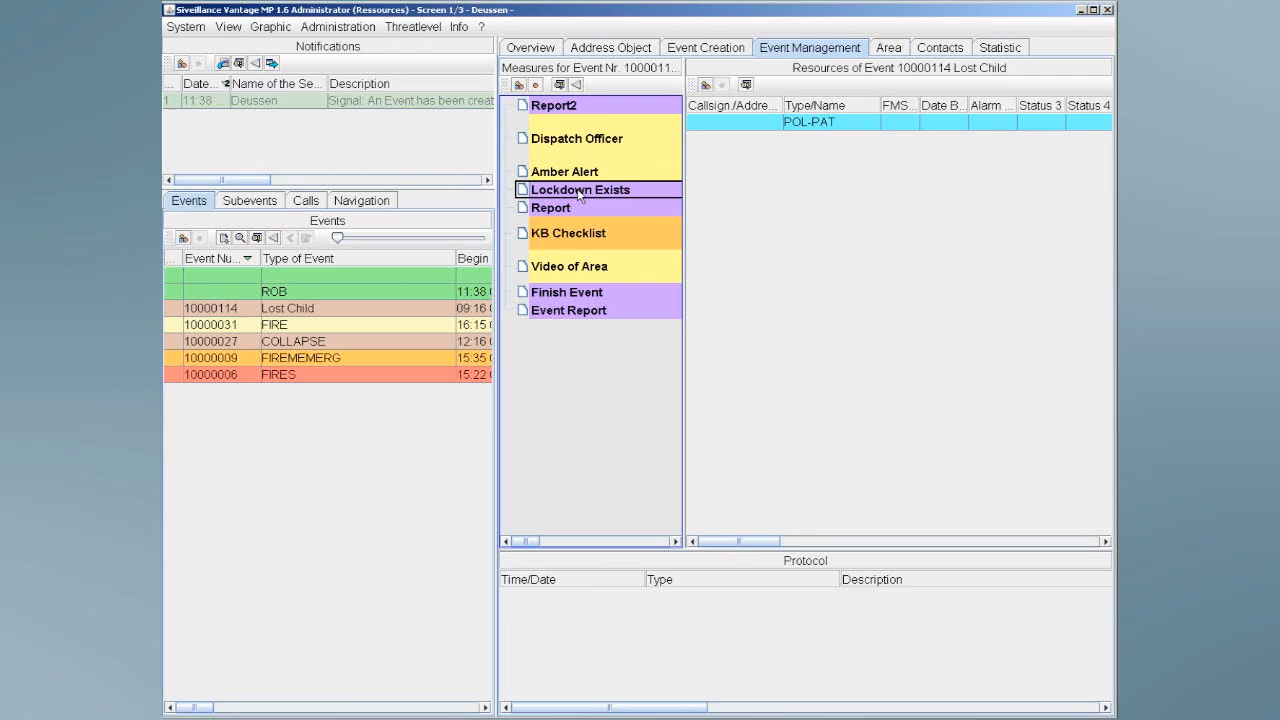 Siveillance Vantage MP 1.6 Administrator (Ressources) - Screen 1/3 - Deussen -
System View Graphic Administration Threatlevel Info ?
Notifications
Date... Name of the Se... Description
1 11:38 Deussen Signal: An Event has been creat
Events Subevents Calls Navigation
Events
... Event Nu... Type of Event Begin
ROB 11:38
10000114 Lost Child 09:16
10000031 FIRE 16:15
10000027 COLLAPSE 12:16
10000009 FIREMEMERG 15:35
10000006 FIRES 15:22
Overview Address Object Event Creation Event Management Area Contacts Statistic
Measures for Event Nr. 1000011...
Report2
Dispatch Officer
Amber Alert
Lockdown Exists
Report
KB Checklist
Video of Area
Finish Event
Event Report
Resources of Event 10000114 Lost Child
Callsign./Addre... Type/Name FMS... Date B... Alarm ... Status 3 Status 4
POL-PAT
Protocol
Time/Date Type Description